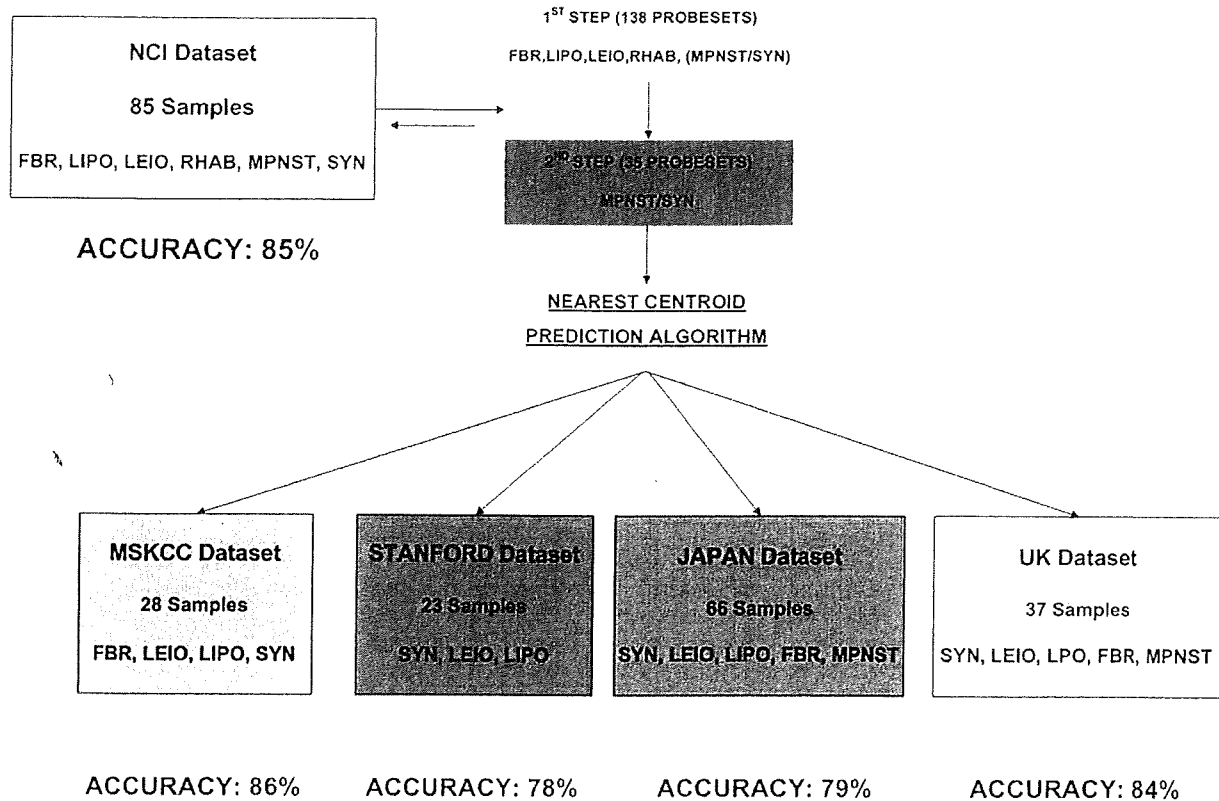 NCI Dataset
85 Samples
FBR, LIPO, LEIO, RHAB, MPNST, SYN
ACCURACY: 85%
1ST STEP (138 PROBESETS)
FBR,LIPO,LEIO,RHAB, (MPNST/SYN)
2ND STEP (35 PROBESETS)
MPNST/SYN
NEAREST CENTROID
PREDICTION ALGORITHM
MSKCC Dataset
28 Samples
FBR, LEIO, LIPO, SYN
ACCURACY: 86%
STANFORD Dataset
23 Samples
SYN, LEIO, LIPO
ACCURACY: 78%
JAPAN Dataset
66 Samples
SYN, LEIO, LIPO, FBR, MPNST
ACCURACY: 79%
UK Dataset
37 Samples
SYN, LEIO, LPO, FBR, MPNST
ACCURACY: 84%